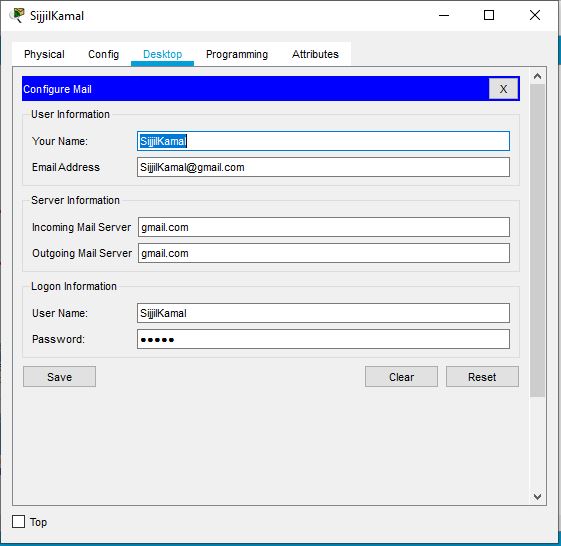 SijjilKamal
Physical Config Desktop Programming Attributes
Configure Mail X
User Information
Your Name: SijjilKamal
Email Address SijjilKamal@gmail.com
Server Information
Incoming Mail Server gmail.com
Outgoing Mail Server gmail.com
Logon Information
User Name: SijjilKamal
Password: ●●●●●
Save Clear Reset
Top